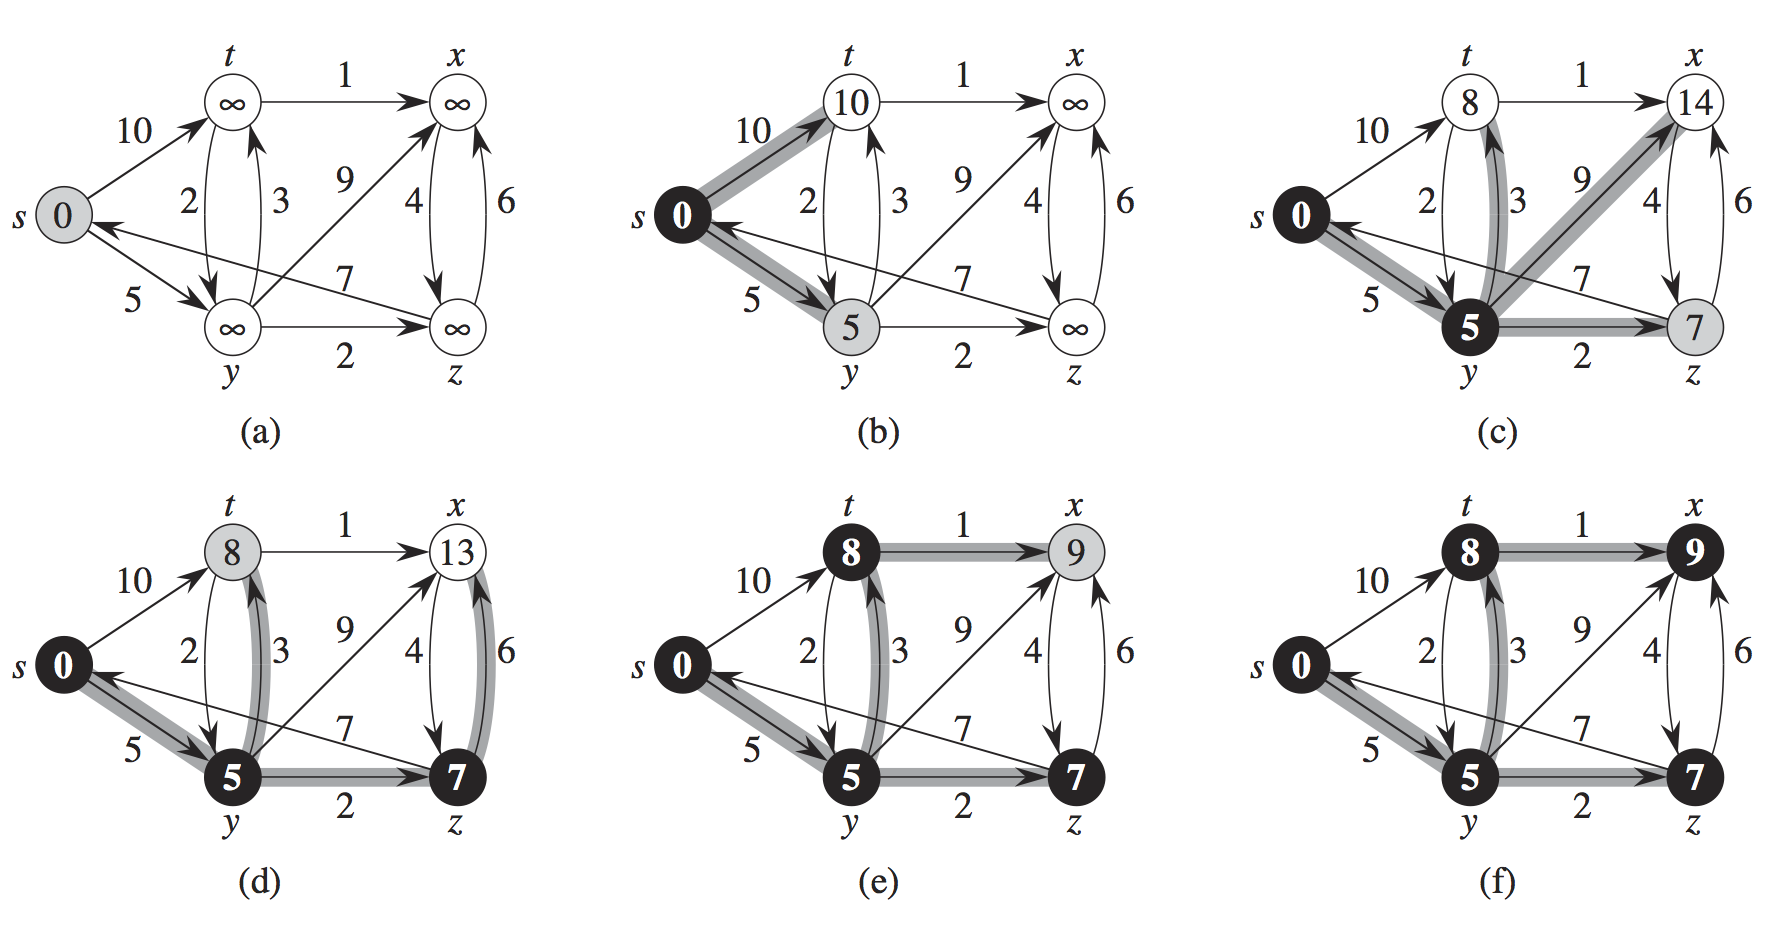 t x t x t x
∞ 1 ∞ 10 1 ∞ 8 1 14
10 10 10
s 0 2 3 9 4 6 s 0 2 3 9 4 6 s 0 2 3 9 4 6
5 7 5 7 5 7
∞ 2 ∞ 5 2 ∞ 5 2 7
y z y z y z
(a) (b) (c)
t x t x t x
8 1 13 8 1 9 8 1 9
10 10 10
s 0 2 3 9 4 6 s 0 2 3 9 4 6 s 0 2 3 9 4 6
5 7 5 7 5 7
5 2 7 5 2 7 5 2 7
y z y z y z
(d) (e) (f)